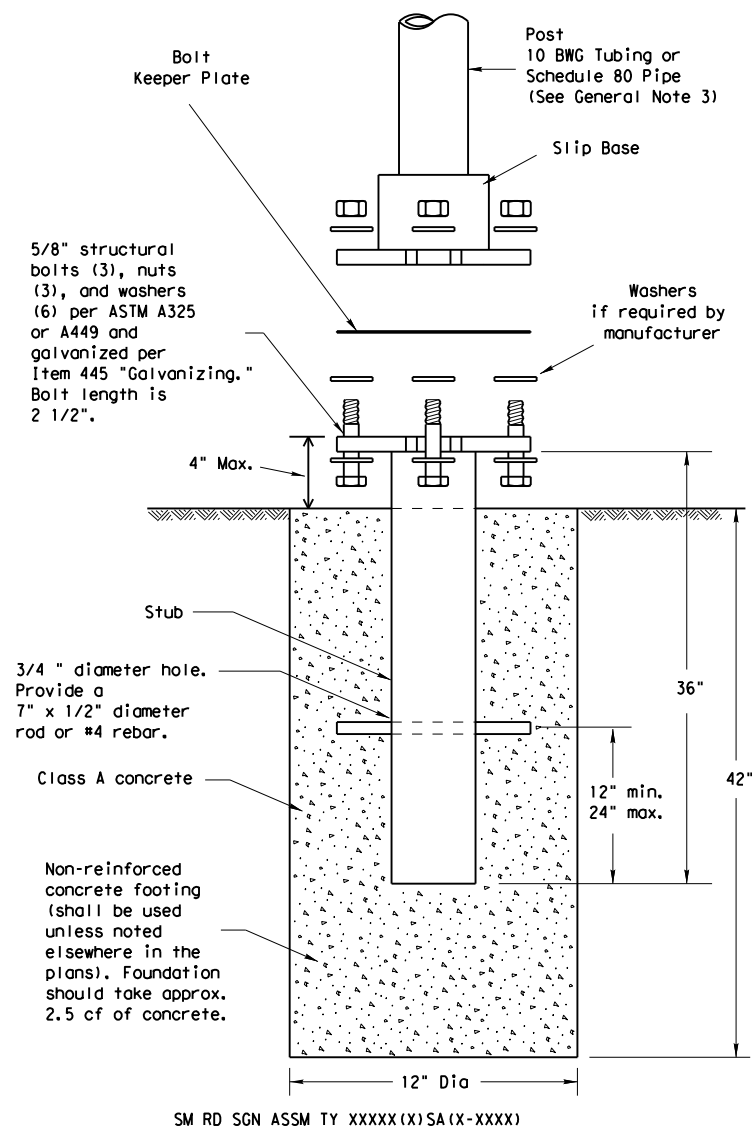 Post
10 BWG Tubing or
Schedule 80 Pipe
(See General Note 3)
Bolt
Keeper Plate
Slip Base
5/8" structural
bolts (3), nuts
(3), and washers
(6) per ASTM A325
or A449 and
galvanized per
Item 445 "Galvanizing."
Bolt length is
2 1/2".
Washers
if required by
manufacturer
4" Max.
Stub
3/4 " diameter hole.
Provide a
7" x 1/2" diameter
rod or #4 rebar.
36"
Class A concrete
12" min.
24" max.
42"
Non-reinforced
concrete footing
(shall be used
unless noted
elsewhere in the
plans). Foundation
should take approx.
2.5 cf of concrete.
12" Dia
SM RD SGN ASSM TY XXXXX(X)SA(X-XXXX)